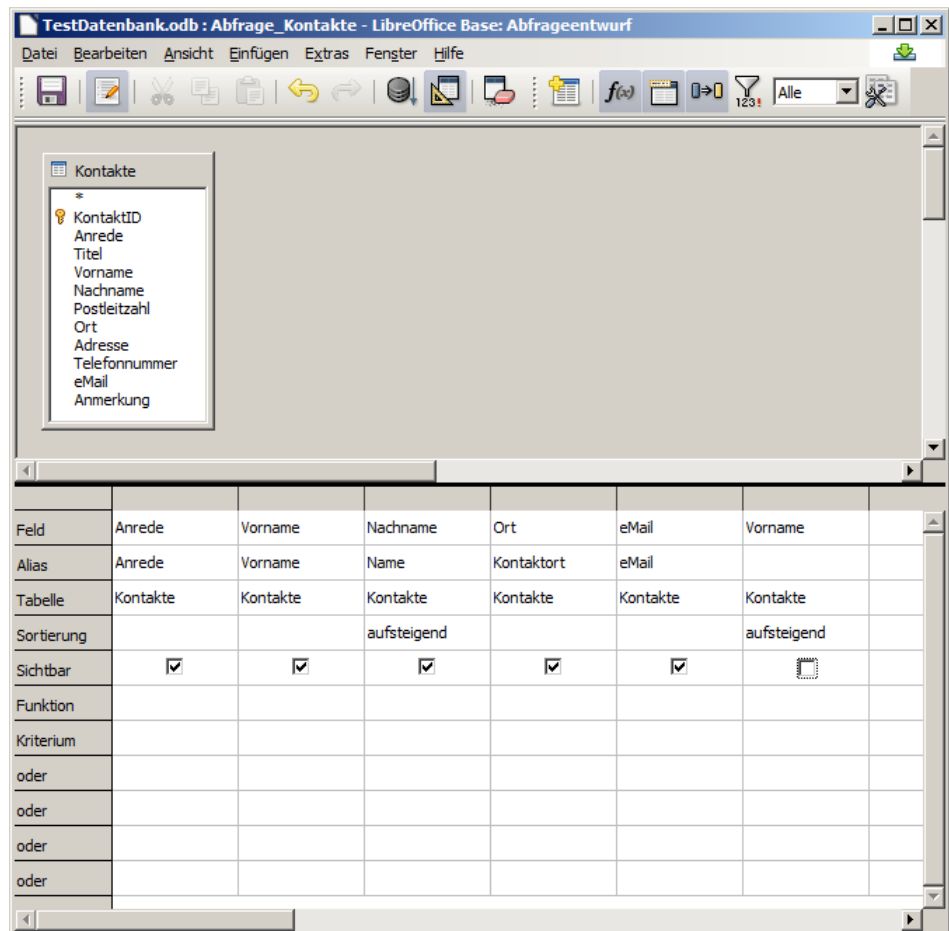 TestDatenbank.odb : Abfrage_Kontakte - LibreOffice Base: Abfrageentwurf
Datei Bearbeiten Ansicht Einfügen Extras Fenster Hilfe
f(x) 123! Alle
Kontakte
*
KontaktID
Anrede
Titel
Vorname
Nachname
Postleitzahl
Ort
Adresse
Telefonnummer
eMail
Anmerkung
Feld Anrede Vorname Nachname Ort eMail Vorname
Alias Anrede Vorname Name Kontaktort eMail
Tabelle Kontakte Kontakte Kontakte Kontakte Kontakte Kontakte
Sortierung aufsteigend aufsteigend
Sichtbar
Funktion
Kriterium
oder
oder
oder
oder